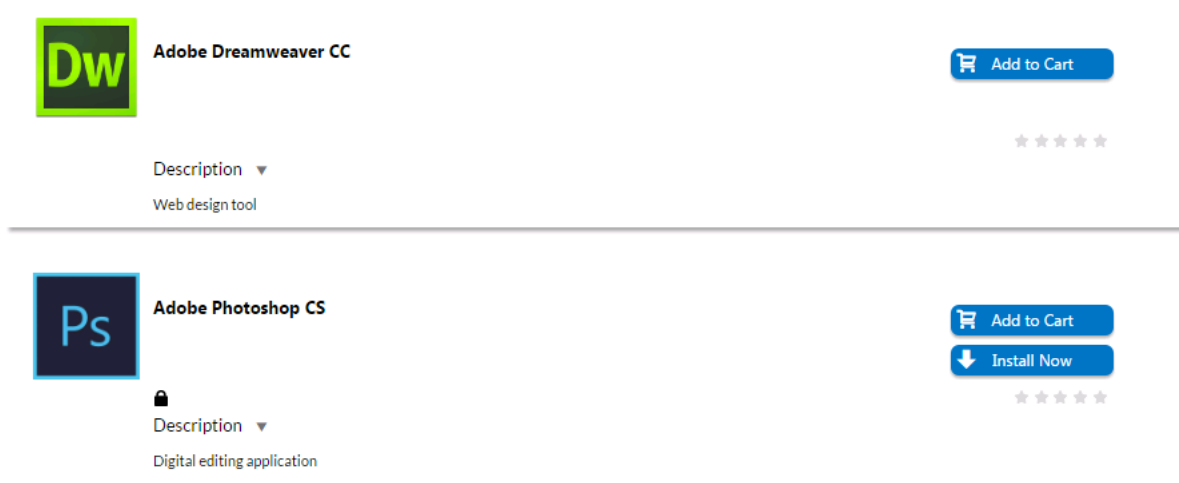 Dw
Adobe Dreamweaver CC
Add to Cart
Description
Web design tool
Ps
Adobe Photoshop CS
Add to Cart
Install Now
Description
Digital editing application